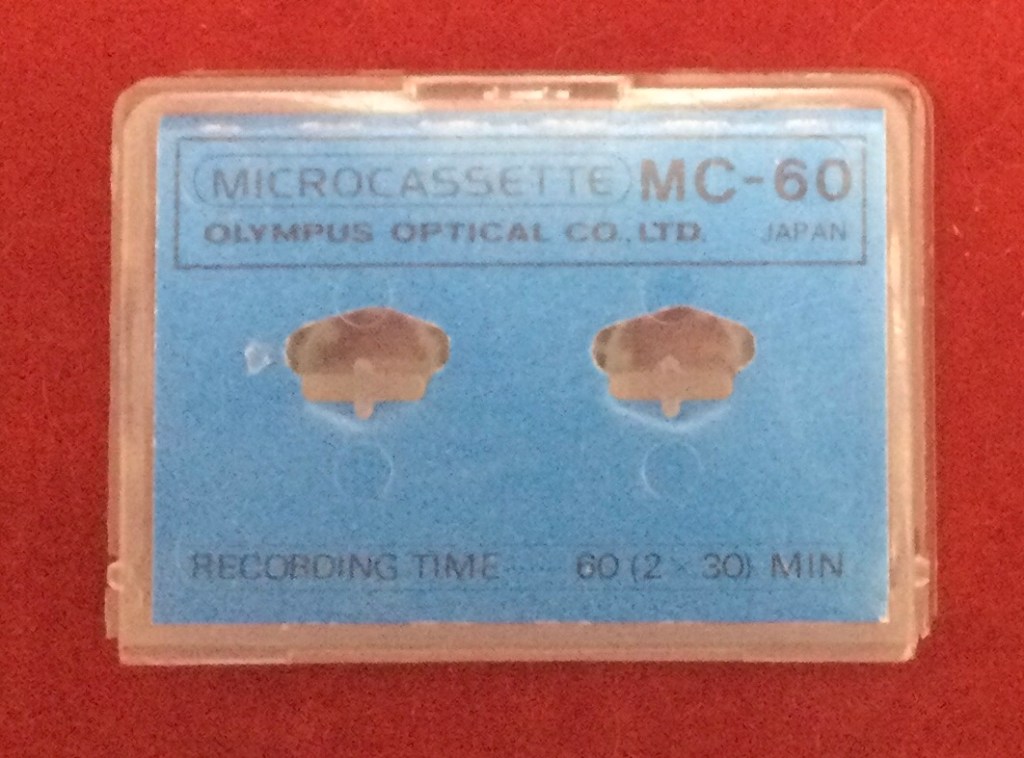 MICROCASSETTE MC-60
OLYMPUS OPTICAL CO.,LTD. JAPAN
RECORDING TIME 60 (2 × 30) MIN